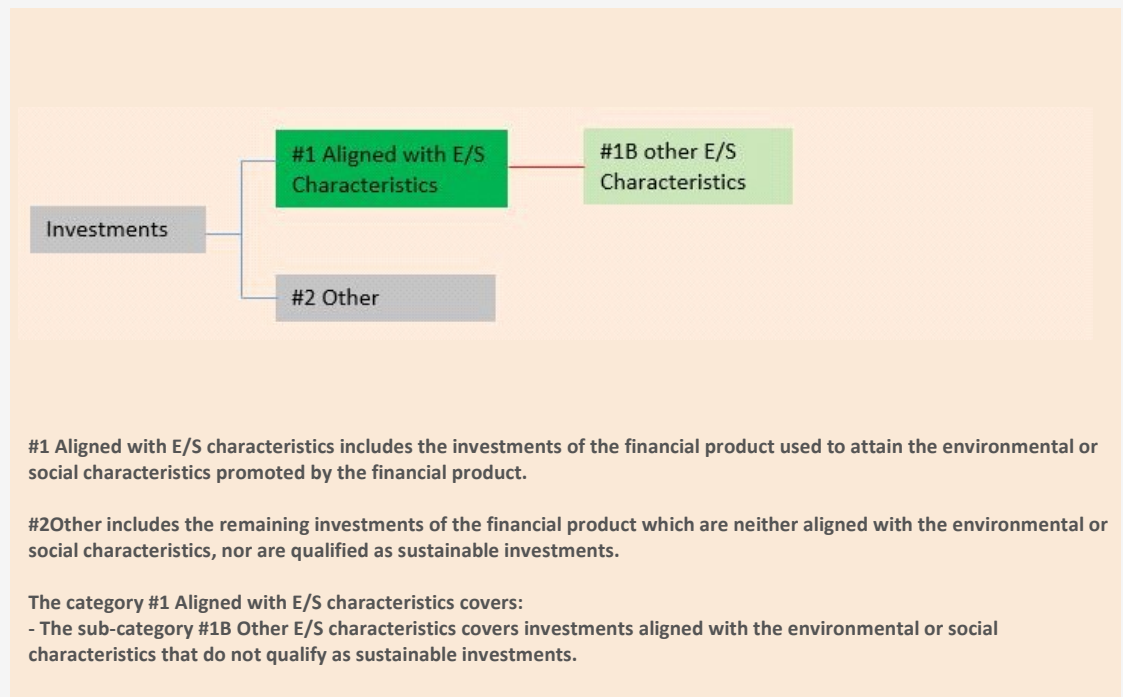 #1 Aligned with E/S
Characteristics
#1B other E/S
Characteristics
Investments
#2 Other
#1 Aligned with E/S characteristics includes the investments of the financial product used to attain the environmental or
social characteristics promoted by the financial product.
#2Other includes the remaining investments of the financial product which are neither aligned with the environmental or
social characteristics, nor are qualified as sustainable investments.
The category #1 Aligned with E/S characteristics covers:
- The sub-category #1B Other E/S characteristics covers investments aligned with the environmental or social
characteristics that do not qualify as sustainable investments.